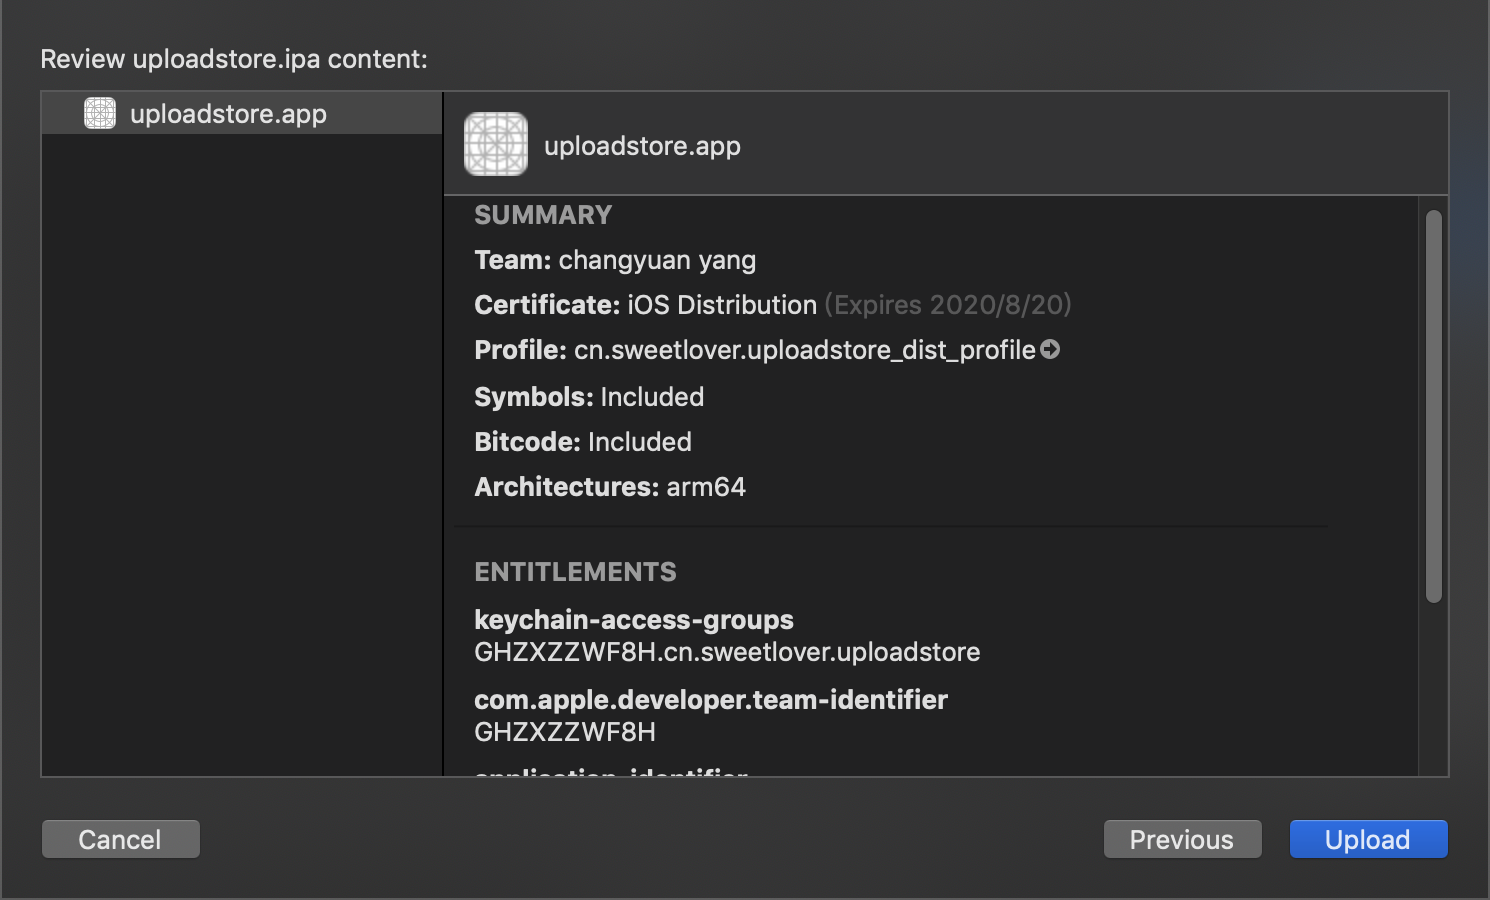 Review uploadstore.ipa content:
uploadstore.app
uploadstore.app
SUMMARY
Team: changyuan yang
Certificate: iOS Distribution (Expires 2020/8/20)
Profile: cn.sweetlover.uploadstore_dist_profile
Symbols: Included
Bitcode: Included
Architectures: arm64
ENTITLEMENTS
keychain-access-groups
GHZXZZWF8H.cn.sweetlover.uploadstore
com.apple.developer.team-identifier
GHZXZZWF8H
application-identifier
Cancel
Previous
Upload